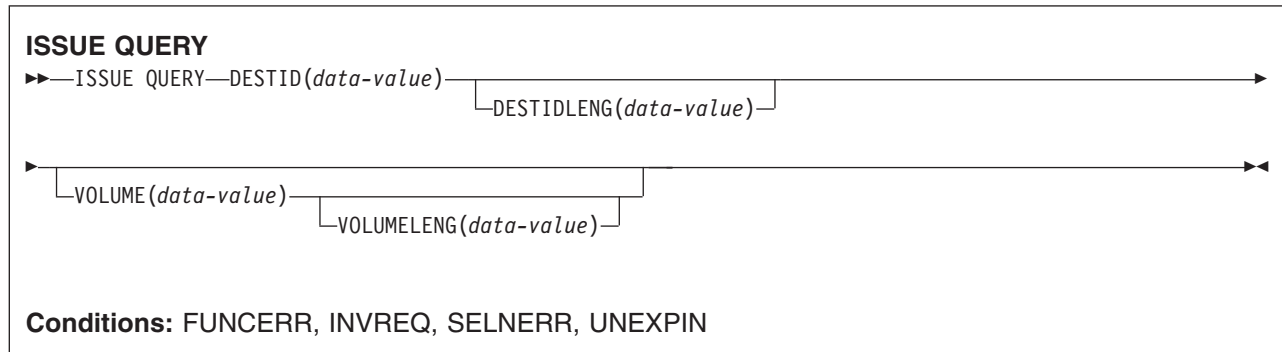 ISSUE QUERY
ISSUE QUERY DESTID(data-value)
DESTIDLENG(data-value)
VOLUME(data-value)
VOLUMELENG(data-value)
Conditions: FUNCERR, INVREQ, SELNERR, UNEXPIN